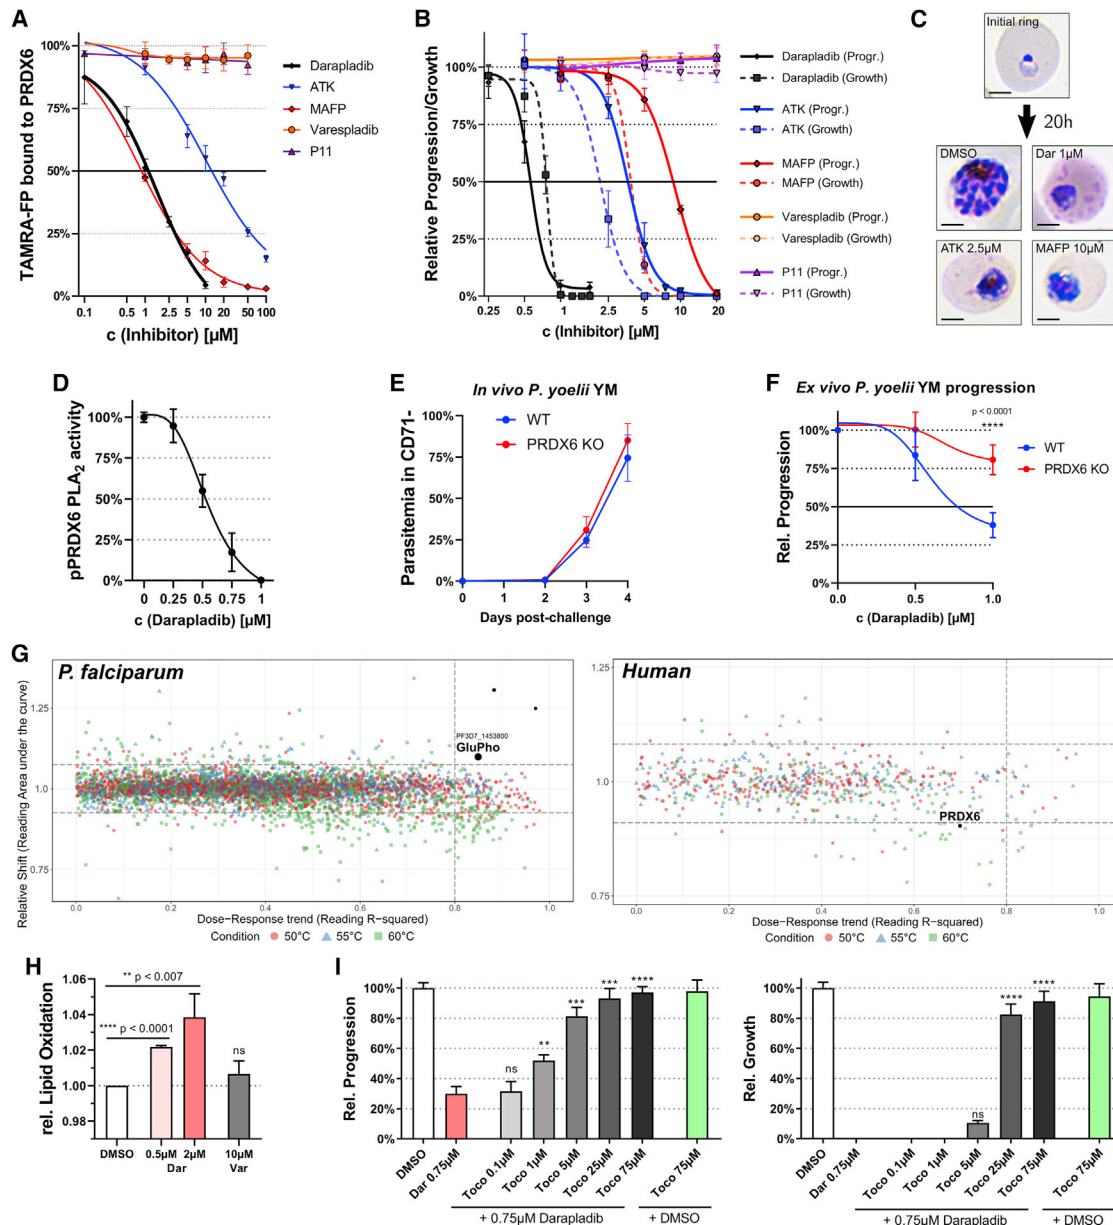 A
TAMRA-FP bound to PRDX6
100%
75%
50%
25%
0%
0.1
0.5
1
2.5
5
10
20
50
100
c (Inhibitor) [µM]
Darapladib
ATK
MAFP
Varespladib
P11
B
Relative Progression/Growth
100%
75%
50%
25%
0%
0.25
0.5
1
2.5
5
10
20
c (Inhibitor) [µM]
Darapladib (Progr.)
Darapladib (Growth)
ATK (Progr.)
ATK (Growth)
MAFP (Progr.)
MAFP (Growth)
Varespladib (Progr.)
Varespladib (Growth)
P11 (Progr.)
P11 (Growth)
C
Initial ring
20h
DMSO
Dar 1µM
ATK 2.5µM
MAFP 10µM
D
pPRDX6 PLA₂ activity
100%
75%
50%
25%
0%
0
0.25
0.5
0.75
1
c (Darapladib) [µM]
E
In vivo P. yoelii YM
Parasitemia in CD71-
100%
75%
50%
25%
0%
0
1
2
3
4
Days post-challenge
WT
PRDX6 KO
F
Ex vivo P. yoelii YM progression
p < 0.0001
****
Rel. Progression
100%
75%
50%
25%
0%
0.0
0.5
1.0
c (Darapladib) [µM]
WT
PRDX6 KO
G
P. falciparum
Relative Shift (Reading Area under the curve)
1.25
1.0
0.75
PF3D7_1453800
GluPho
0.0
0.2
0.4
0.6
0.8
1.0
Dose-Response trend (Reading R-squared)
Condition 50°C 55°C 60°C
Human
1.25
1.0
0.75
PRDX6
0.0
0.2
0.4
0.6
0.8
1.0
Dose-Response trend (Reading R-squared)
Condition 50°C 55°C 60°C
H
rel. Lipid Oxidation
1.06
1.04
1.02
1.00
0.98
** p < 0.007
**** p < 0.0001
ns
DMSO
0.5µM 2µM
Dar
10µM
Var
I
Rel. Progression
100%
80%
60%
40%
20%
0%
ns
**
***
***
****
DMSO
Dar 0.75µM
Toco 0.1µM
Toco 1µM
Toco 5µM
Toco 25µM
Toco 75µM
Toco 75µM
+ 0.75µM Darapladib
+ DMSO
Rel. Growth
100%
80%
60%
40%
20%
0%
ns
****
****
DMSO
Dar 0.75µM
Toco 0.1µM
Toco 1µM
Toco 5µM
Toco 25µM
Toco 75µM
Toco 75µM
+ 0.75µM Darapladib
+ DMSO